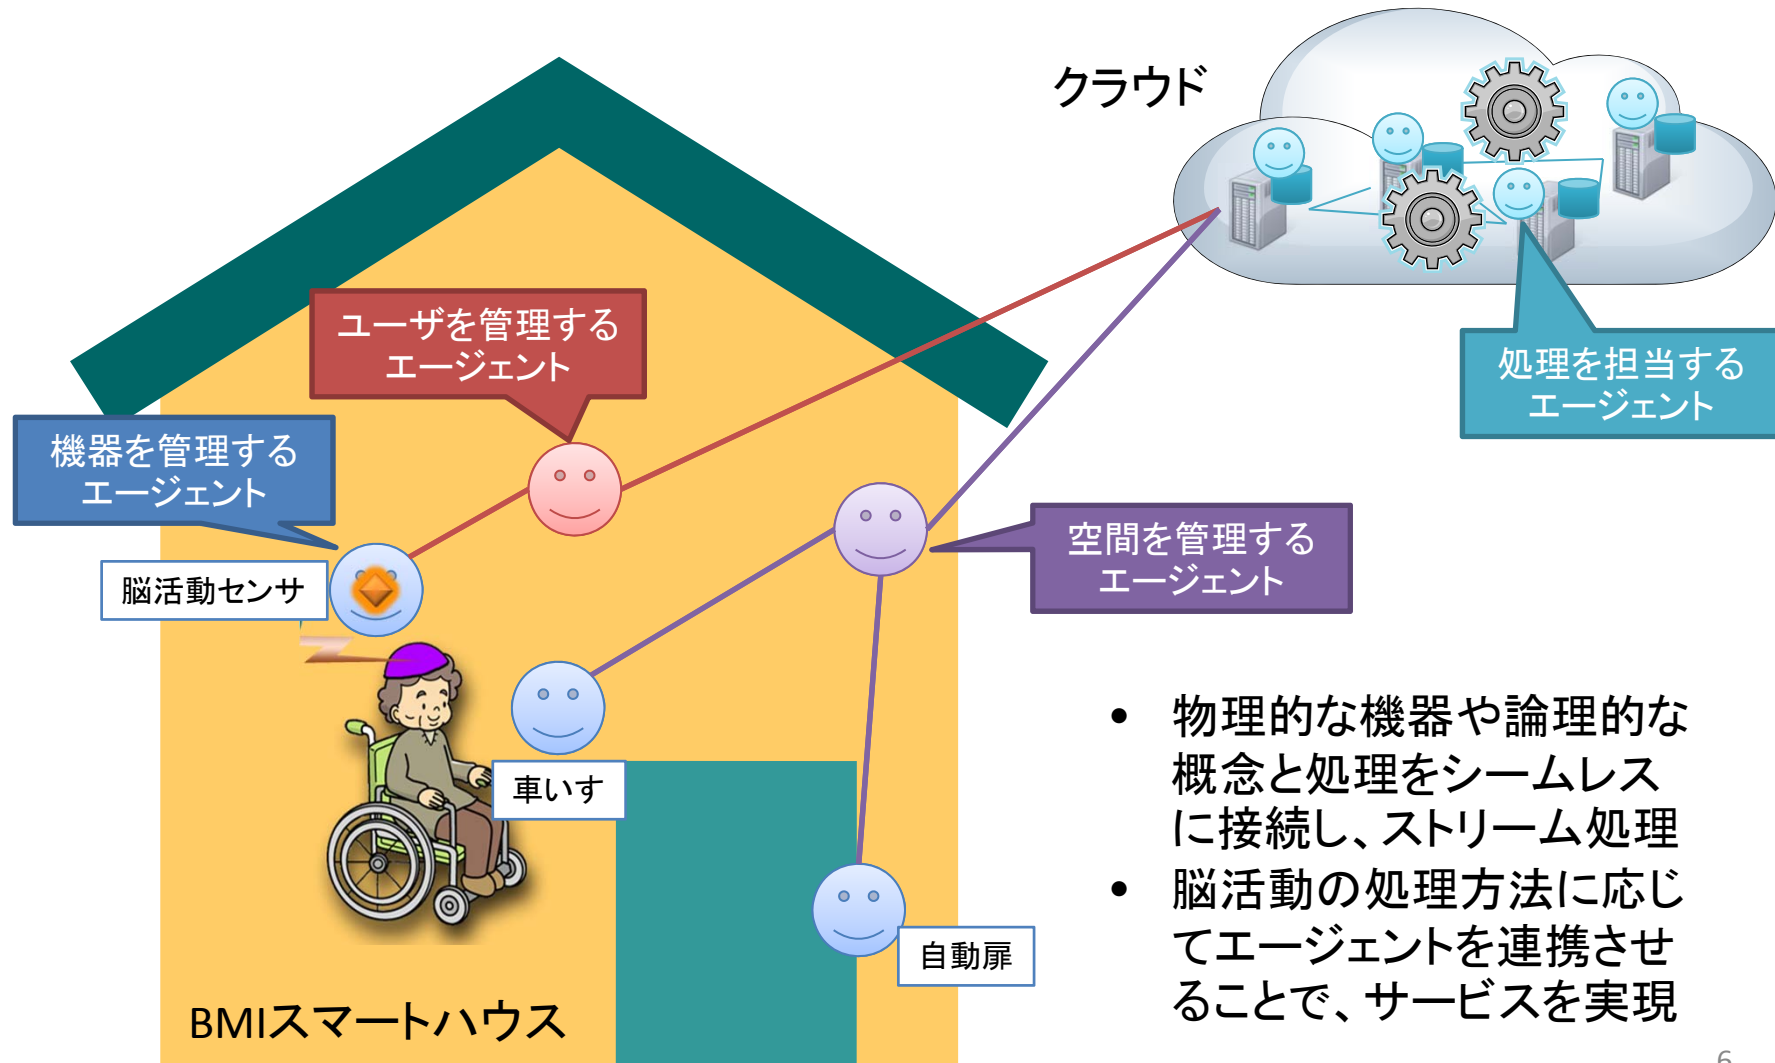 クラウド
ユーザを管理する
エージェント
処理を担当する
エージェント
機器を管理する
エージェント
空間を管理する
エージェント
脳活動センサ
車いす
自動扉
BMIスマートハウス
• 物理的な機器や論理的な
概念と処理をシームレス
に接続し、ストリーム処理
• 脳活動の処理方法に応じ
てエージェントを連携させ
ることで、サービスを実現
6